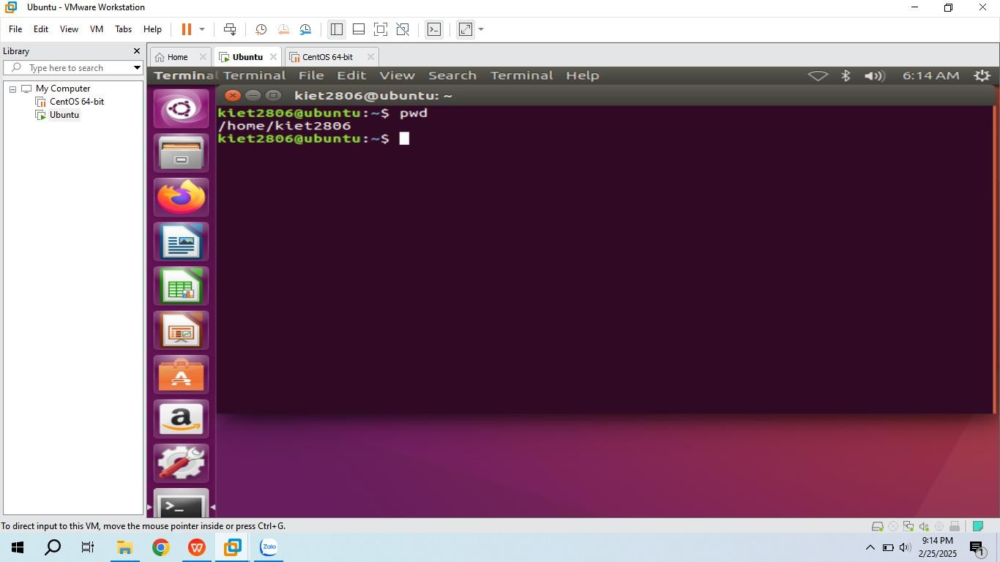 Ubuntu - VMware Workstation
File Edit View VM Tabs Help
Library
Type here to search
My Computer
CentOS 64-bit
Ubuntu
Home Ubuntu CentOS 64-bit
Terminal Terminal File Edit View Search Terminal Help 6:14 AM
kiet2806@ubuntu: ~
kiet2806@ubuntu:~$ pwd
/home/kiet2806
kiet2806@ubuntu:~$
To direct input to this VM, move the mouse pointer inside or press Ctrl+G.
Zalo
9:14 PM
2/25/2025
1